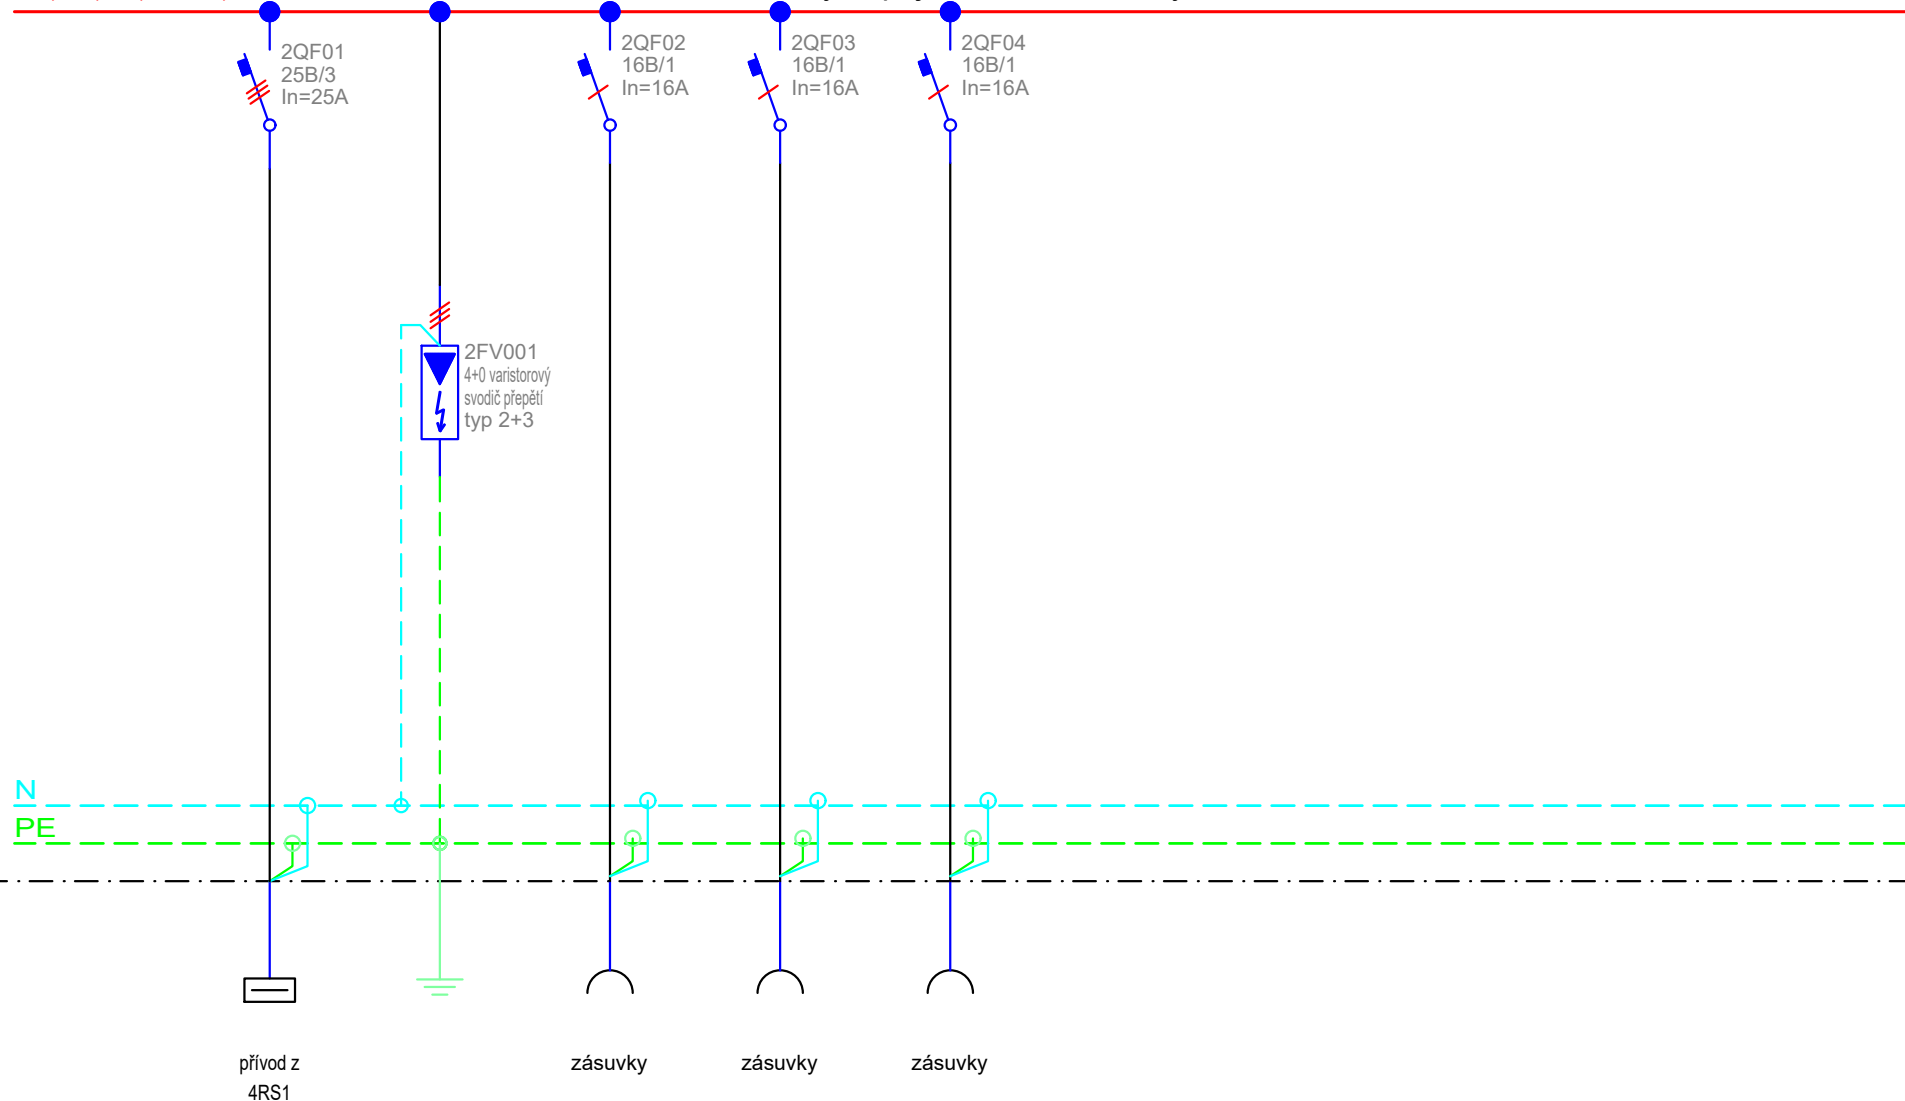 2QF01
25B/3
In=25A
2QF02
16B/1
In=16A
2QF03
16B/1
In=16A
2QF04
16B/1
In=16A
2FV001
4+0 varistorový
svodič přepětí
typ 2+3
N
PE
přívod z
4RS1
zásuvky
zásuvky
zásuvky